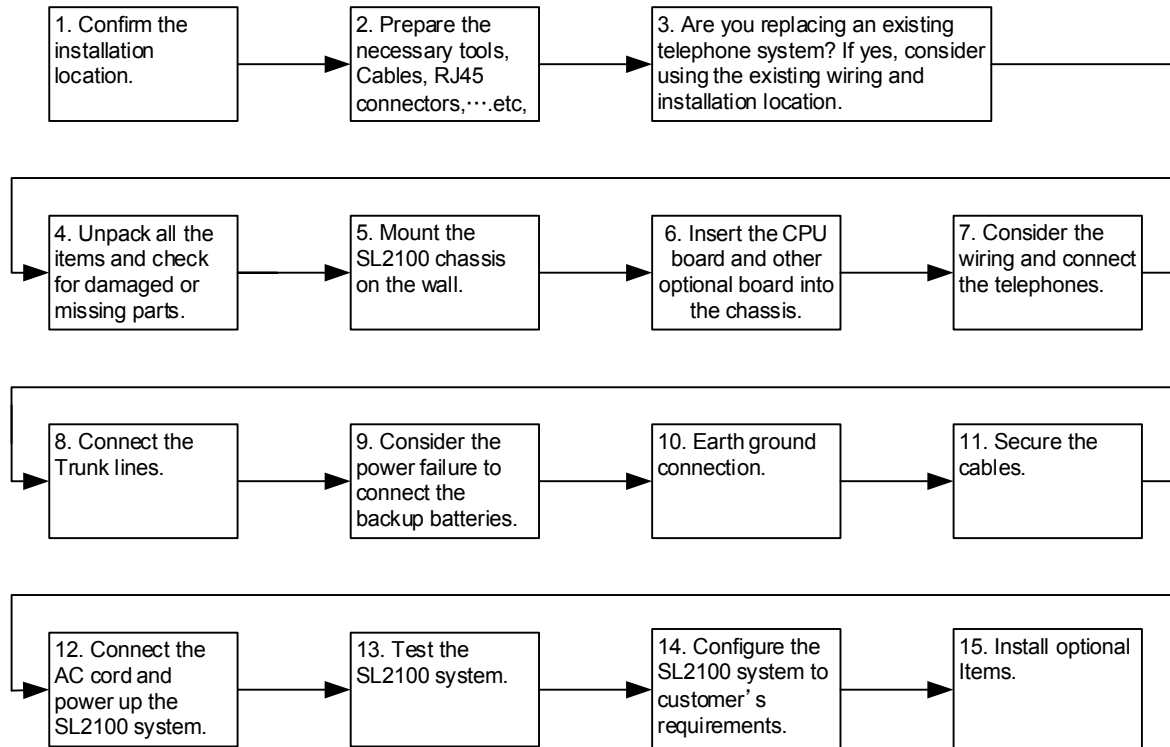 1. Confirm the
installation
location.
2. Prepare the
necessary tools,
Cables, RJ45
connectors,⋯.etc,
3. Are you replacing an existing
telephone system? If yes, consider
using the existing wiring and
installation location.
4. Unpack all the
items and check
for damaged or
missing parts.
5. Mount the
SL2100 chassis
on the wall.
6. Insert the CPU
board and other
optional board into
the chassis.
7. Consider the
wiring and connect
the telephones.
8. Connect the
Trunk lines.
9. Consider the
power failure to
connect the
backup batteries.
10. Earth ground
connection.
11. Secure the
cables.
12. Connect the
AC cord and
power up the
SL2100 system.
13. Test the
SL2100 system.
14. Configure the
SL2100 system to
customer’s
requirements.
15. Install optional
Items.